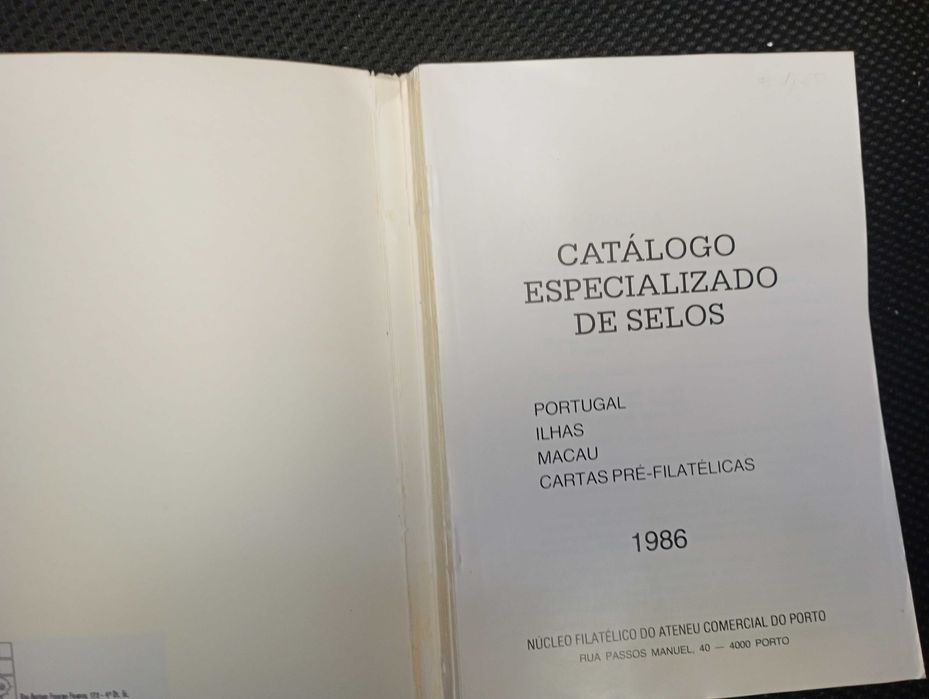 CATÁLOGO
ESPECIALIZADO
DE SELOS
PORTUGAL
ILHAS
MACAU
CARTAS PRÉ-FILATÉLICAS
1986
NÚCLEO FILATÉLICO DO ATENEU COMERCIAL DO PORTO
RUA PASSOS MANUEL, 40 — 4000 PORTO